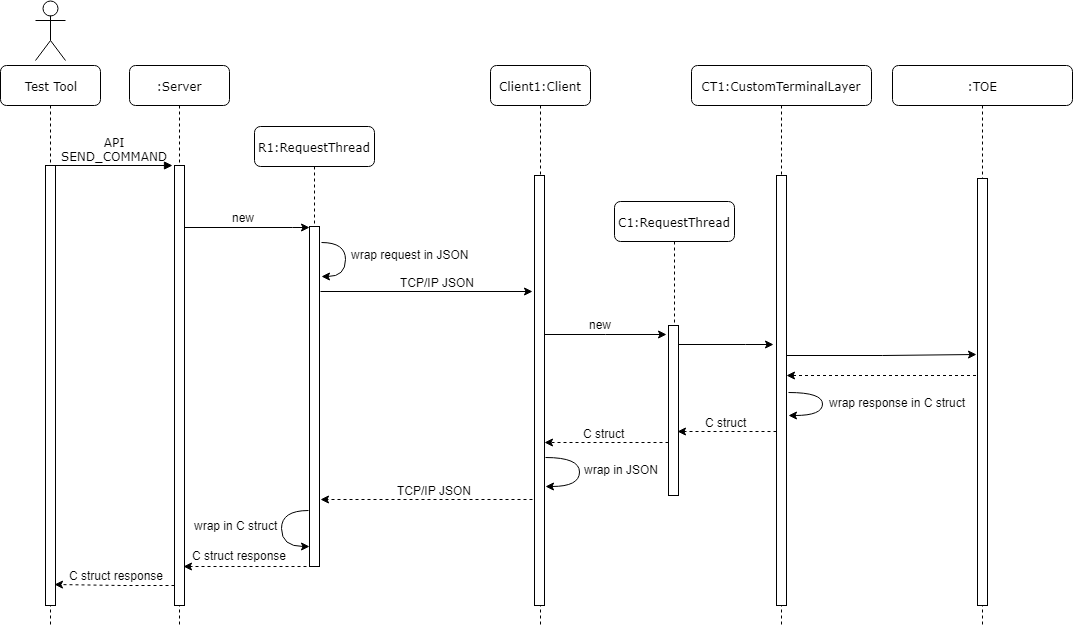 Test Tool
:Server
Client1:Client
CT1:CustomTerminalLayer
:TOE
R1:RequestThread
API
SEND_COMMAND
C1:RequestThread
new
wrap request in JSON
TCP/IP JSON
new
wrap response in C struct
C struct
C struct
wrap in JSON
TCP/IP JSON
wrap in C struct
C struct response
C struct response